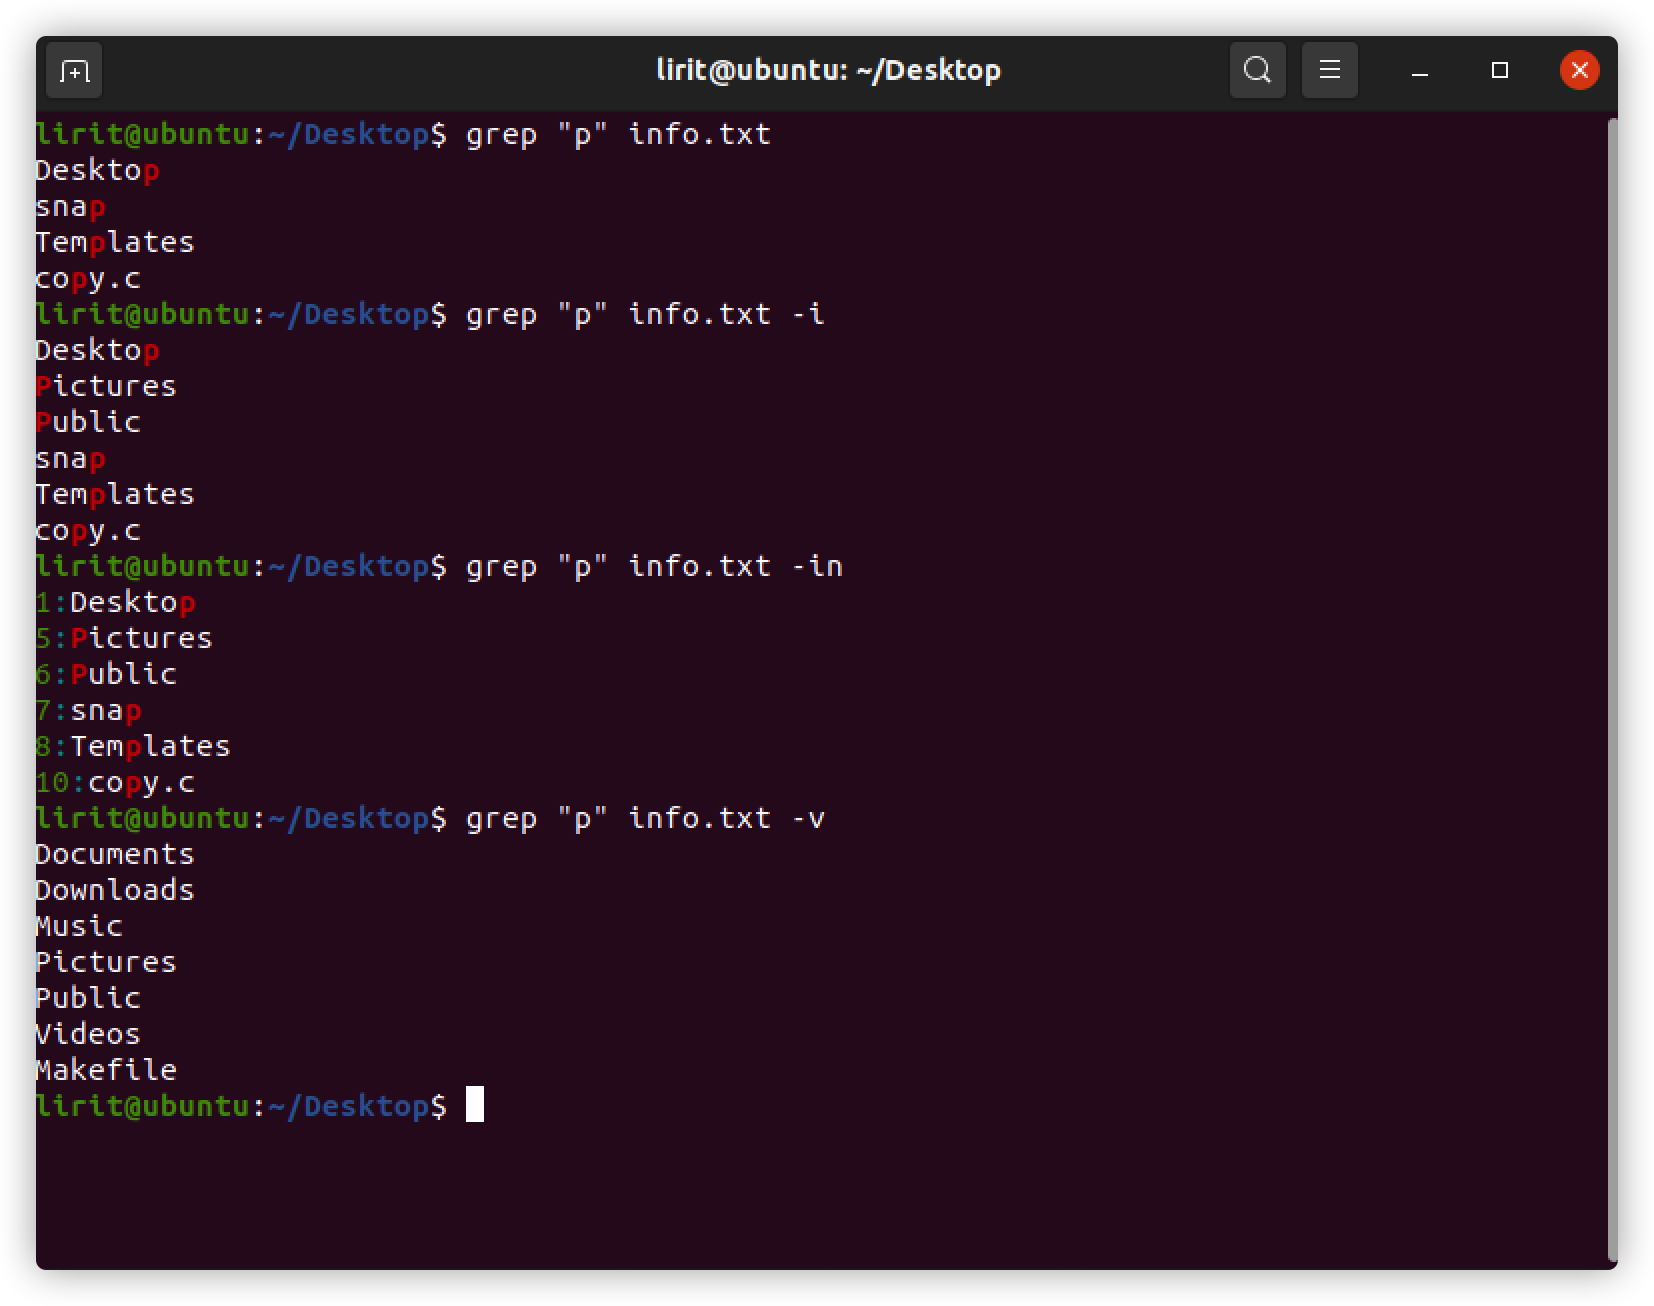 lirit@ubuntu: ~/Desktop
lirit@ubuntu:~/Desktop$ grep "p" info.txt
Desktop
snap
Templates
copy.c
lirit@ubuntu:~/Desktop$ grep "p" info.txt -i
Desktop
Pictures
Public
snap
Templates
copy.c
lirit@ubuntu:~/Desktop$ grep "p" info.txt -in
1:Desktop
5:Pictures
6:Public
7:snap
8:Templates
10:copy.c
lirit@ubuntu:~/Desktop$ grep "p" info.txt -v
Documents
Downloads
Music
Pictures
Public
Videos
Makefile
lirit@ubuntu:~/Desktop$